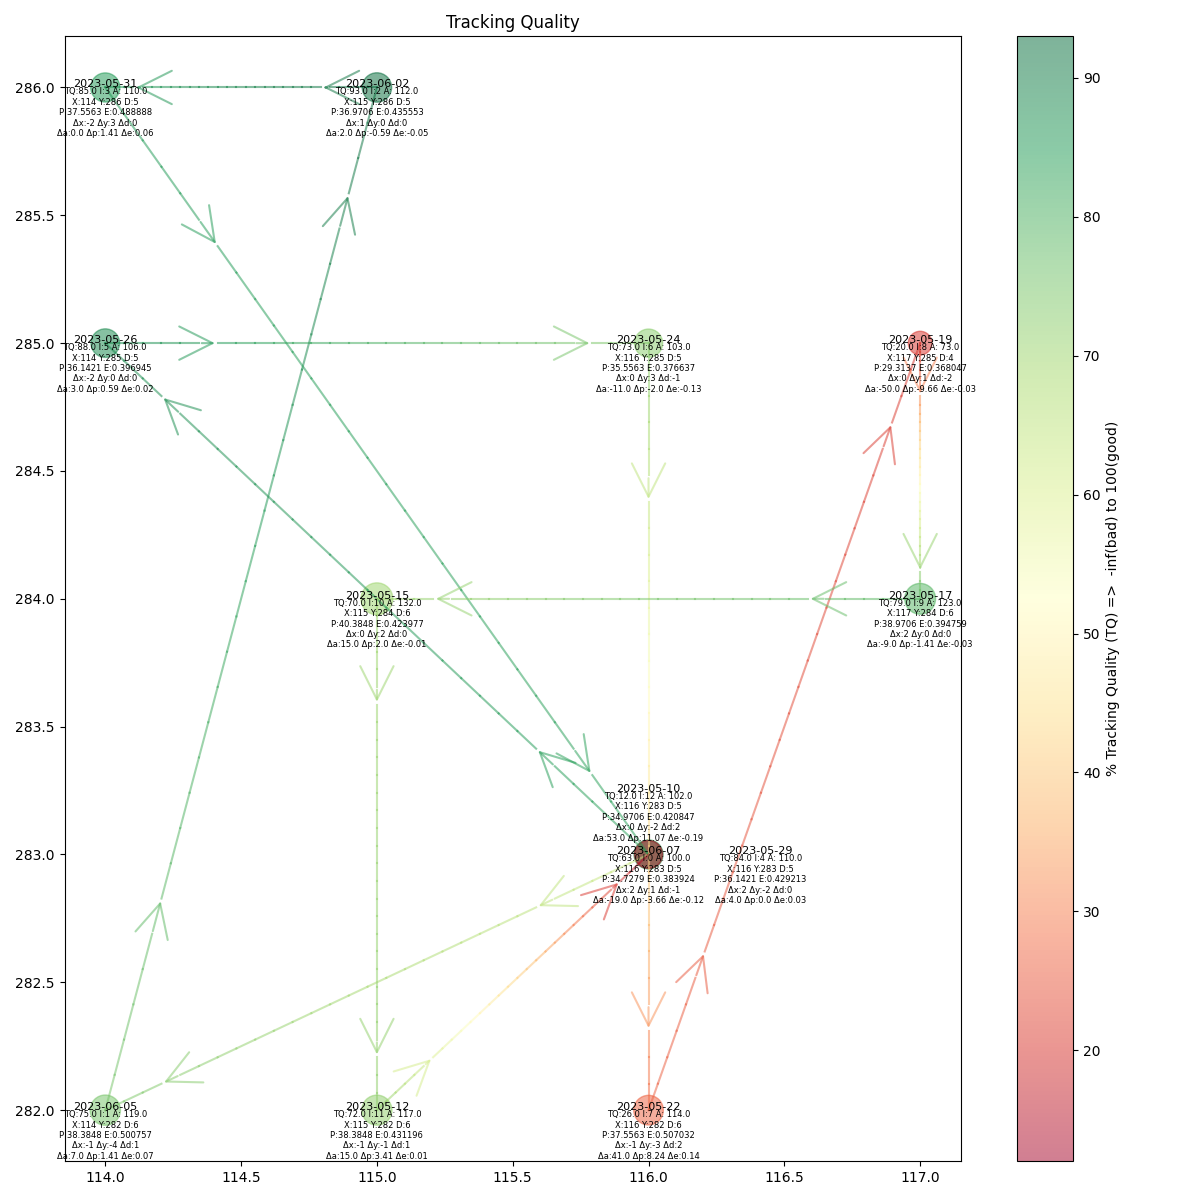 Tracking Quality
286.0
285.5
285.0
284.5
284.0
283.5
283.0
282.5
282.0
114.0
114.5
115.0
115.5
116.0
116.5
117.0
2023-05-31
TQ:85.0 I:3 A: 110.0
X:114 Y:286 D:5
P:37.5563 E:0.488888
Δx:-2 Δy:3 Δd:0
Δa:0.0 Δp:1.41 Δe:0.06
2023-06-02
TQ:93.0 I:2 A: 112.0
X:115 Y:286 D:5
P:36.9706 E:0.435553
Δx:1 Δy:0 Δd:0
Δa:2.0 Δp:-0.59 Δe:-0.05
2023-05-26
TQ:88.0 I:5 A: 106.0
X:114 Y:285 D:5
P:36.1421 E:0.396945
Δx:-2 Δy:0 Δd:0
Δa:3.0 Δp:0.59 Δe:0.02
2023-05-24
TQ:73.0 I:6 A: 103.0
X:116 Y:285 D:5
P:35.5563 E:0.376637
Δx:0 Δy:3 Δd:-1
Δa:-11.0 Δp:-2.0 Δe:-0.13
2023-05-19
TQ:20.0 I:8 A: 73.0
X:117 Y:285 D:4
P:29.3137 E:0.368047
Δx:0 Δy:1 Δd:-2
Δa:-50.0 Δp:-9.66 Δe:-0.03
2023-05-15
TQ:70.0 I:10 A: 132.0
X:115 Y:284 D:6
P:40.3848 E:0.423977
Δx:0 Δy:2 Δd:0
Δa:15.0 Δp:2.0 Δe:-0.01
2023-05-17
TQ:79.0 I:9 A: 123.0
X:117 Y:284 D:6
P:38.9706 E:0.394759
Δx:2 Δy:0 Δd:0
Δa:-9.0 Δp:-1.41 Δe:-0.03
2023-05-10
TQ:12.0 I:12 A: 102.0
X:116 Y:283 D:5
P:34.9706 E:0.420847
Δx:0 Δy:-2 Δd:2
Δa:53.0 Δp:11.07 Δe:-0.19
2023-06-07
TQ:63.0 I:0 A: 100.0
X:116 Y:283 D:5
P:34.7279 E:0.383924
Δx:2 Δy:1 Δd:-1
Δa:-19.0 Δp:-3.66 Δe:-0.12
2023-05-29
TQ:84.0 I:4 A: 110.0
X:116 Y:283 D:5
P:36.1421 E:0.429213
Δx:2 Δy:-2 Δd:0
Δa:4.0 Δp:0.0 Δe:0.03
2023-06-05
TQ:75.0 I:1 A: 119.0
X:114 Y:282 D:6
P:38.3848 E:0.500757
Δx:-1 Δy:-4 Δd:1
Δa:7.0 Δp:1.41 Δe:0.07
2023-05-12
TQ:72.0 I:11 A: 117.0
X:115 Y:282 D:6
P:38.3848 E:0.431196
Δx:-1 Δy:-1 Δd:1
Δa:15.0 Δp:3.41 Δe:0.01
2023-05-22
TQ:26.0 I:7 A: 114.0
X:116 Y:282 D:6
P:37.5563 E:0.507032
Δx:-1 Δy:-3 Δd:2
Δa:41.0 Δp:8.24 Δe:0.14
90
80
70
60
50
40
30
20
% Tracking Quality (TQ) =>  -inf(bad) to 100(good)